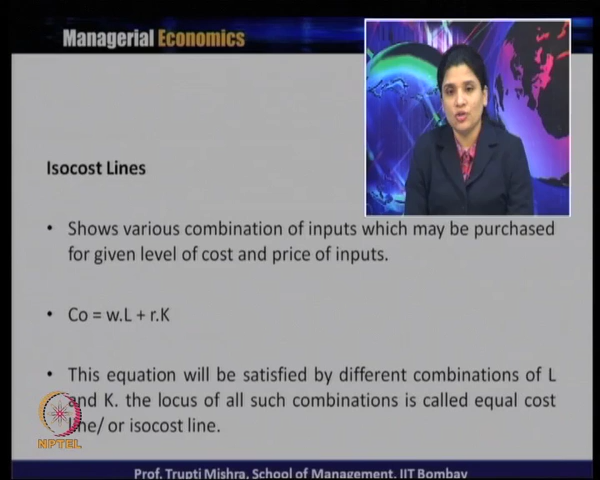 Managerial Economics
Isocost Lines
• Shows various combination of inputs which may be purchased
for given level of cost and price of inputs.
• Co = w.L + r.K
• This equation will be satisfied by different combinations of L
and K. the locus of all such combinations is called equal cost
line/ or isocost line.
NPTEL
Prof. Trupti Mishra, School of Management, IIT Bombay